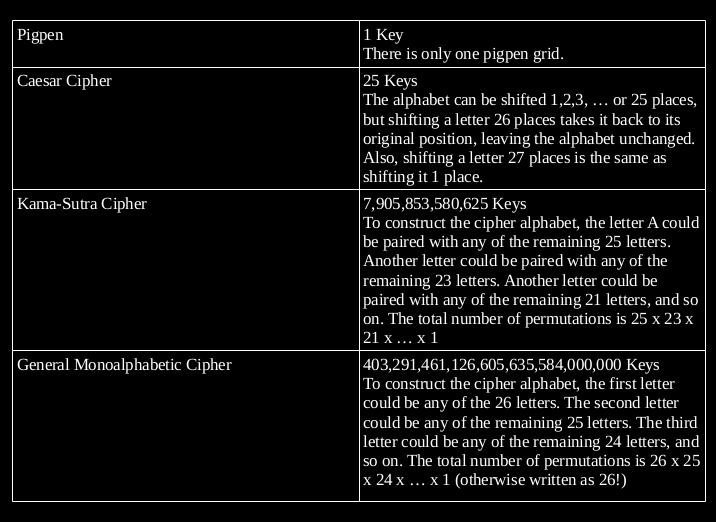 Pigpen
1 Key
There is only one pigpen grid.
Caesar Cipher
25 Keys
The alphabet can be shifted 1,2,3, … or 25 places,
but shifting a letter 26 places takes it back to its
original position, leaving the alphabet unchanged.
Also, shifting a letter 27 places is the same as
shifting it 1 place.
Kama-Sutra Cipher
7,905,853,580,625 Keys
To construct the cipher alphabet, the letter A could
be paired with any of the remaining 25 letters.
Another letter could be paired with any of the
remaining 23 letters. Another letter could be
paired with any of the remaining 21 letters, and so
on. The total number of permutations is 25 x 23 x
21 x … x 1
General Monoalphabetic Cipher
403,291,461,126,605,635,584,000,000 Keys
To construct the cipher alphabet, the first letter
could be any of the 26 letters. The second letter
could be any of the remaining 25 letters. The third
letter could be any of the remaining 24 letters, and
so on. The total number of permutations is 26 x 25
x 24 x … x 1 (otherwise written as 26!)